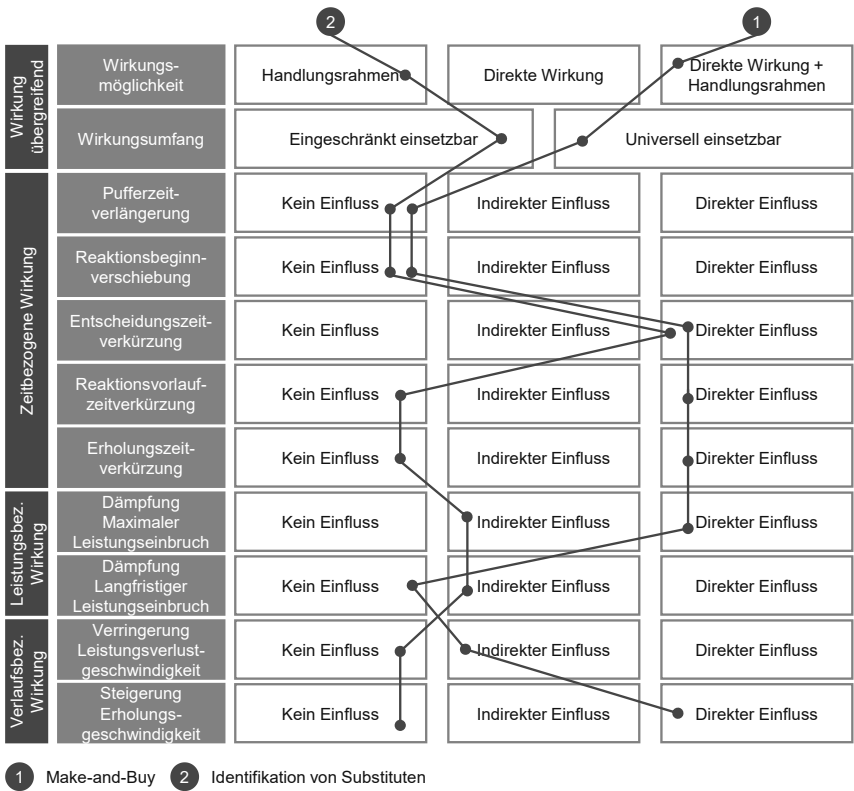 2
1
Wirkung
übergreifend
Wirkungs-
möglichkeit
Handlungsrahmen
Direkte Wirkung
Direkte Wirkung +
Handlungsrahmen
Wirkungsumfang
Eingeschränkt einsetzbar
Universell einsetzbar
Zeitbezogene Wirkung
Pufferzeit-
verlängerung
Kein Einfluss
Indirekter Einfluss
Direkter Einfluss
Reaktionsbeginn-
verschiebung
Kein Einfluss
Indirekter Einfluss
Direkter Einfluss
Entscheidungszeit-
verkürzung
Kein Einfluss
Indirekter Einfluss
Direkter Einfluss
Reaktionsvorlauf-
zeitverkürzung
Kein Einfluss
Indirekter Einfluss
Direkter Einfluss
Erholungszeit-
verkürzung
Kein Einfluss
Indirekter Einfluss
Direkter Einfluss
Leistungsbez.
Wirkung
Dämpfung
Maximaler
Leistungseinbruch
Kein Einfluss
Indirekter Einfluss
Direkter Einfluss
Dämpfung
Langfristiger
Leistungseinbruch
Kein Einfluss
Indirekter Einfluss
Direkter Einfluss
Verlaufsbez.
Wirkung
Verringerung
Leistungsverlust-
geschwindigkeit
Kein Einfluss
Indirekter Einfluss
Direkter Einfluss
Steigerung
Erholungs-
geschwindigkeit
Kein Einfluss
Indirekter Einfluss
Direkter Einfluss
1 Make-and-Buy 2 Identifikation von Substituten